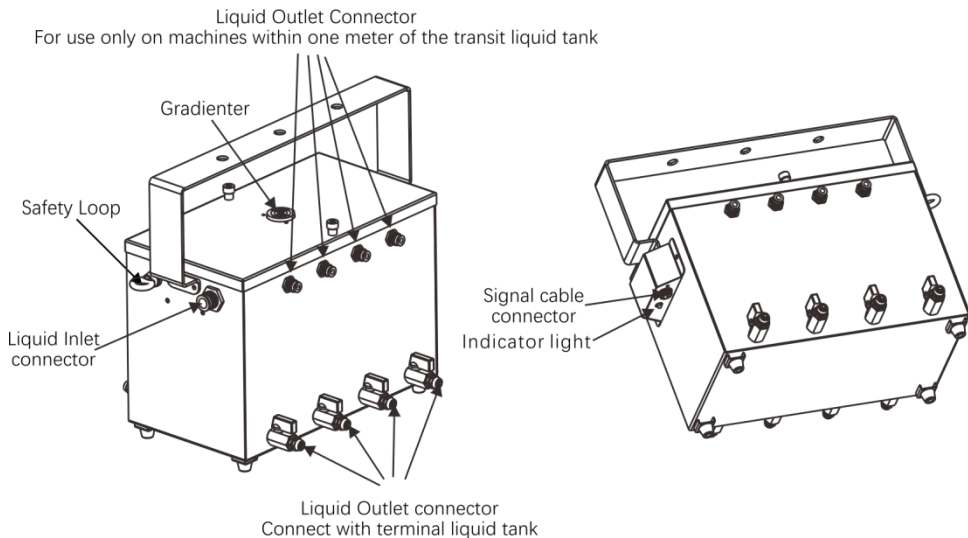 Liquid Outlet Connector
For use only on machines within one meter of the transit liquid tank
Gradienter
Safety Loop
Liquid Inlet
connector
Signal cable
connector
Indicator light
Liquid Outlet connector
Connect with terminal liquid tank